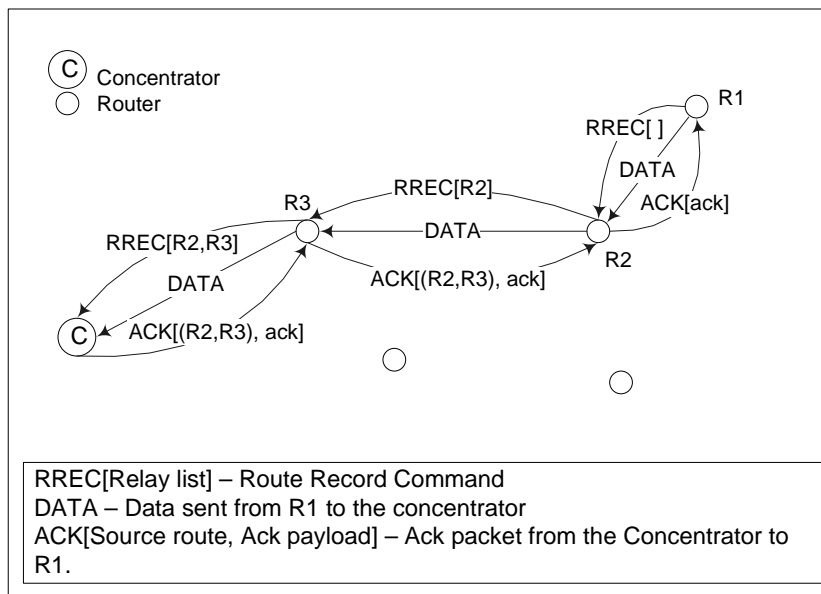 C Concentrator
Router
R1
RREC[ ]
DATA
ACK[ack]
RREC[R2]
R3
DATA
R2
RREC[R2,R3]
DATA
ACK[(R2,R3), ack]
C
ACK[(R2,R3), ack]
RREC[Relay list] – Route Record Command
DATA – Data sent from R1 to the concentrator
ACK[Source route, Ack payload] – Ack packet from the Concentrator to
R1.